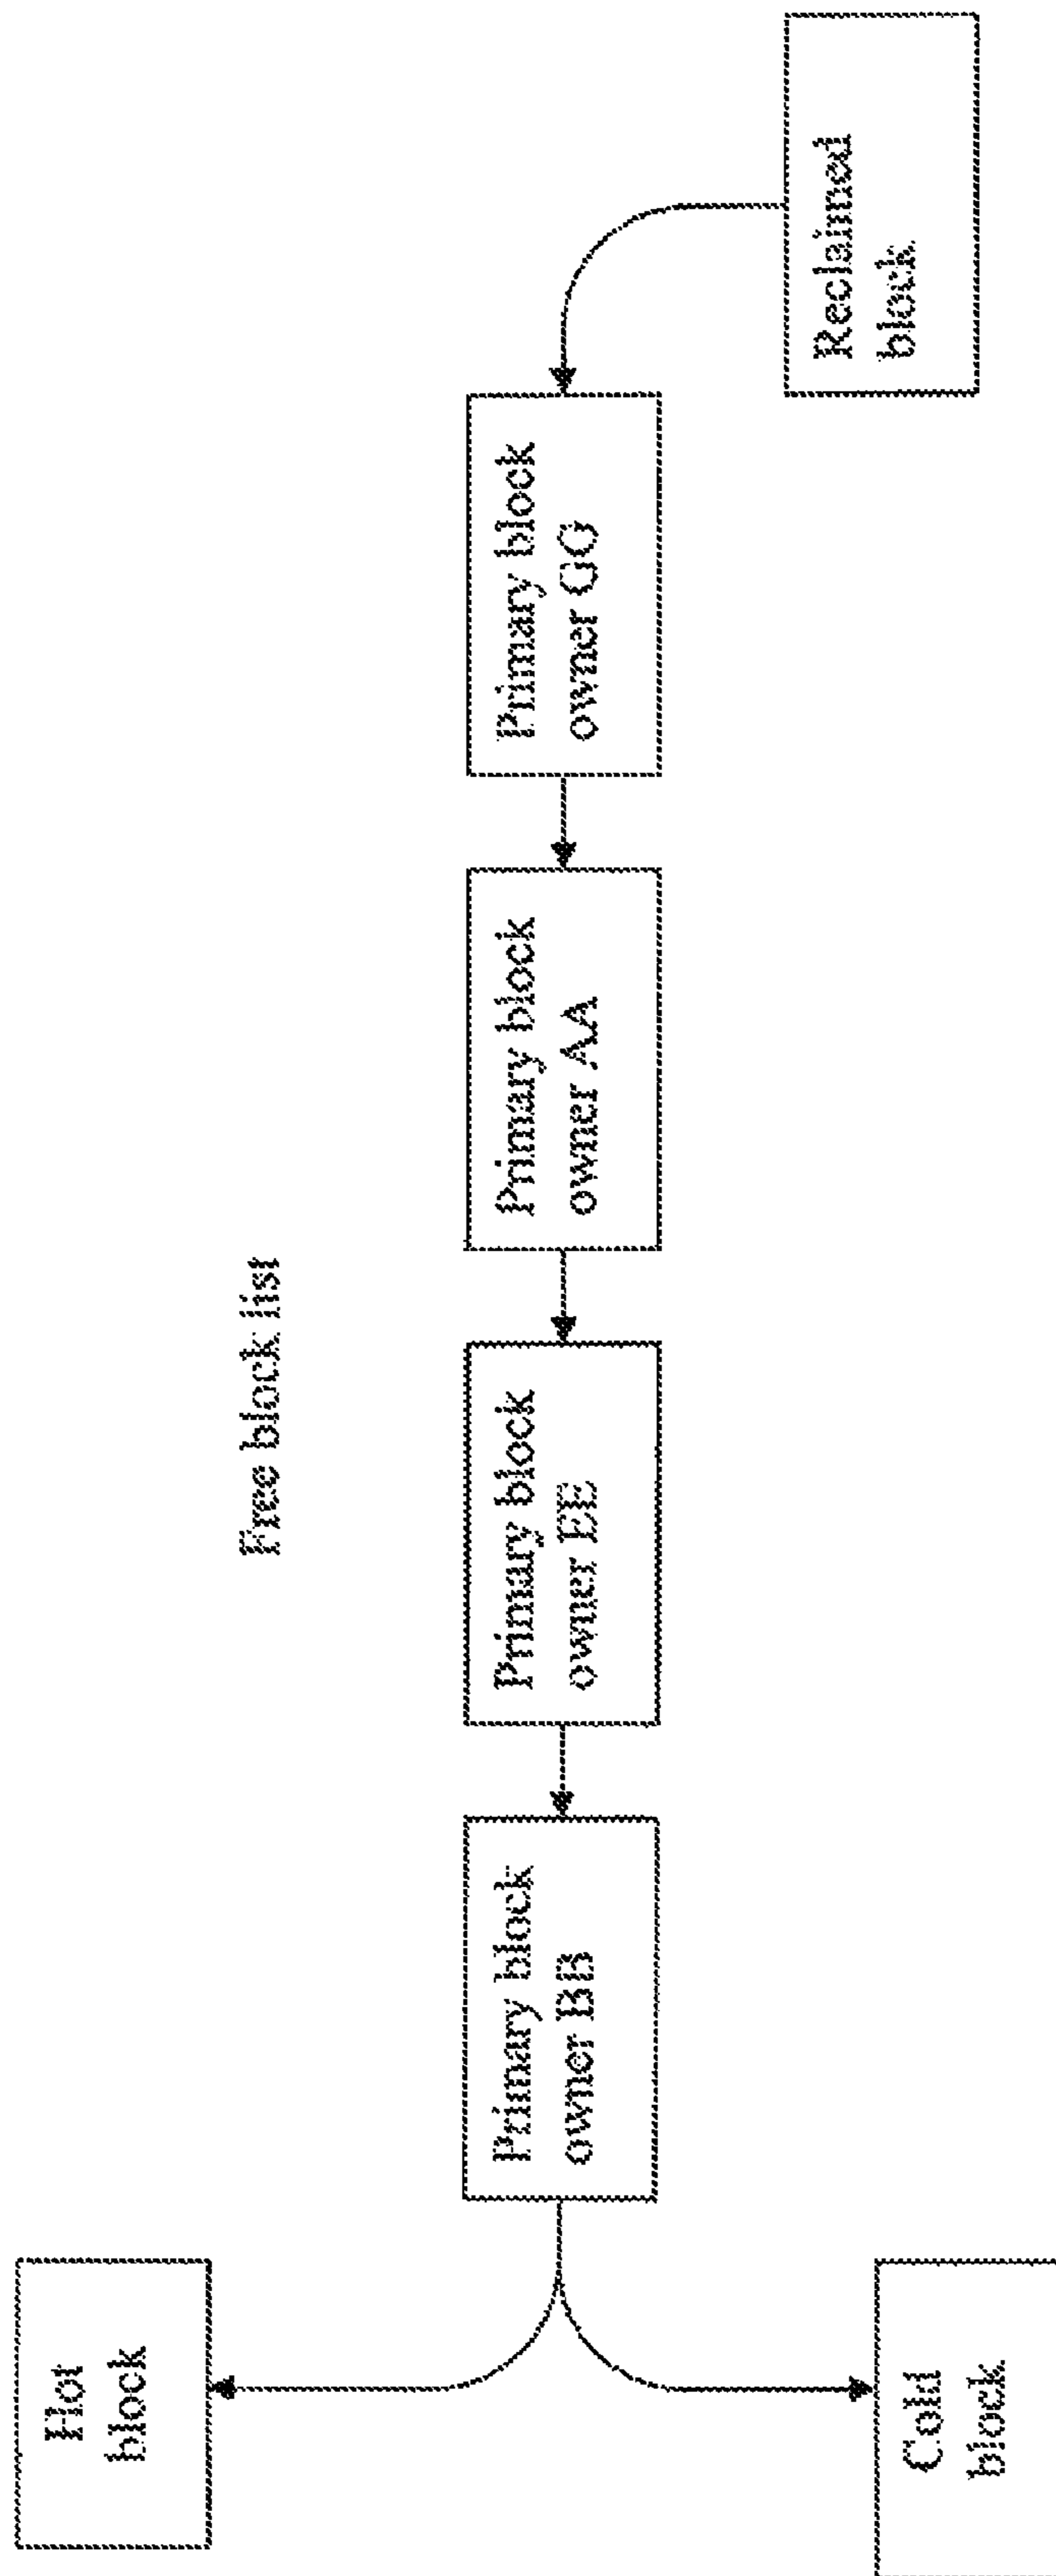 Free block list
Hot
block
Cold
block
Primary block
owner BB
Primary block
owner EE
Primary block
owner AA
Primary block
owner GG
Reclaimed
block